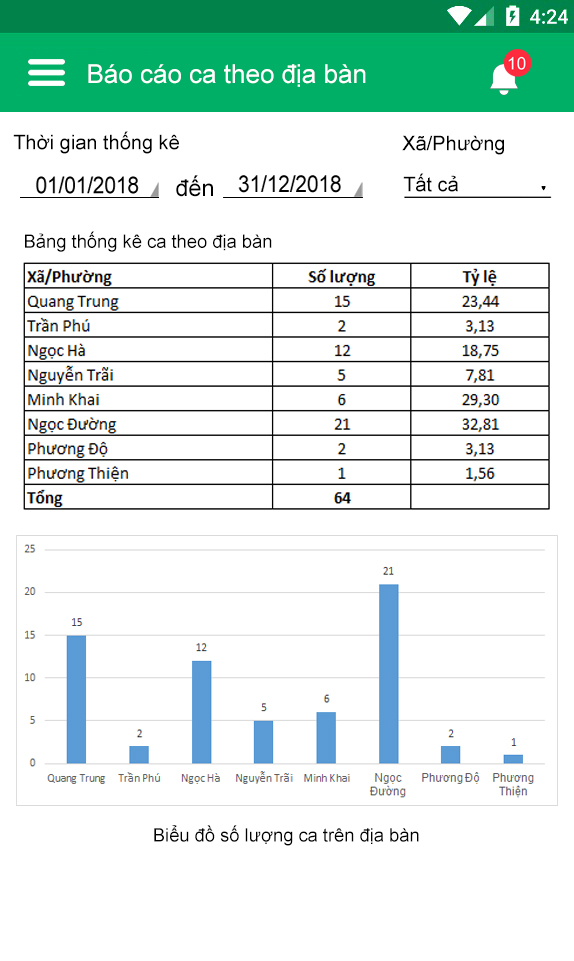 4:24
Báo cáo ca theo địa bàn 10
Thời gian thống kê Xã/Phường
01/01/2018 đến 31/12/2018 Tất cả
Bảng thống kê ca theo địa bàn
Xã/Phường Số lượng Tỷ lệ
Quang Trung 15 23,44
Trần Phú 2 3,13
Ngọc Hà 12 18,75
Nguyễn Trãi 5 7,81
Minh Khai 6 29,30
Ngọc Đường 21 32,81
Phương Độ 2 3,13
Phương Thiện 1 1,56
Tổng 64
25
21
20
15 15
12
10
5 5 6
2 2 1
0
Quang Trung Trần Phú Ngọc Hà Nguyễn Trãi Minh Khai Ngọc Phương Độ Phương
Đường Thiện
Biểu đồ số lượng ca trên địa bàn